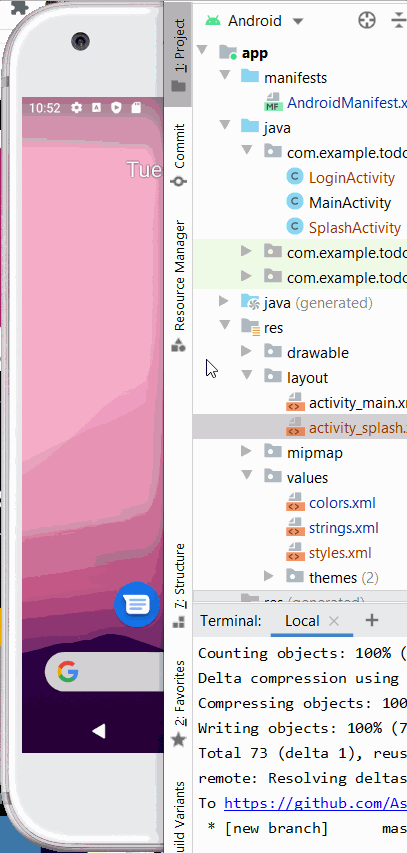 10:52
Tue
1: Project
Commit
Resource Manager
7: Structure
2: Favorites
uild Variants
Android
app
manifests
AndroidManifest.x
java
com.example.todo
LoginActivity
MainActivity
SplashActivity
com.example.todo
com.example.todo
java (generated)
res
drawable
layout
activity_main.x
activity_splash.
mipmap
values
colors.xml
strings.xml
styles.xml
themes (2)
res (generated)
Terminal: Local
Counting objects: 100% (
Delta compression using
Compressing objects: 100
Writing objects: 100% (7
Total 73 (delta 1), reus
remote: Resolving deltas
To https://github.com/As
* [new branch] mas